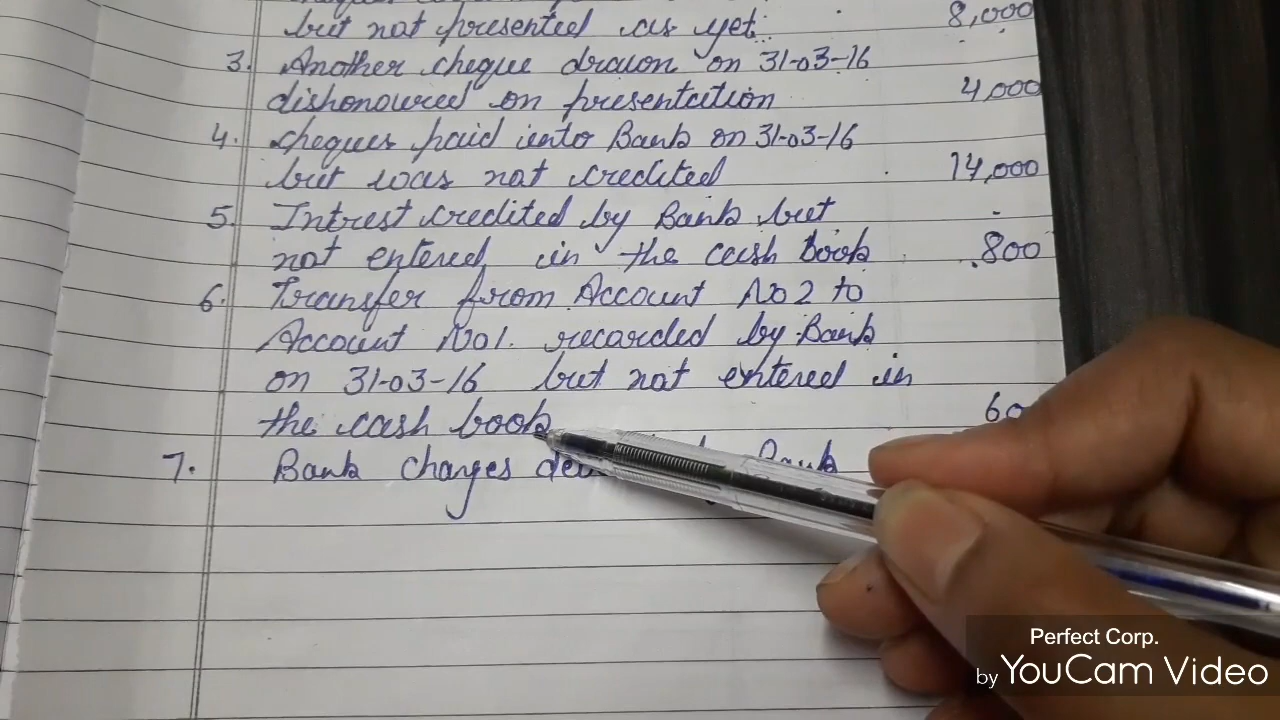 but not presented as yet. 8,000
3. Another cheque drawn on 31-03-16
dishonoured on presentation 4,000
4. Cheques paid into Bank on 31-03-16
but was not credited 14,000
5. Intrest credited by Bank but
not entered in the cash book 800
6. Transfer from Account No 2 to
Account No 1. recorded by Bank
on 31-03-16 but not entered in
the cash book
7. Bank charges Bank
Perfect Corp.
by YouCam Video